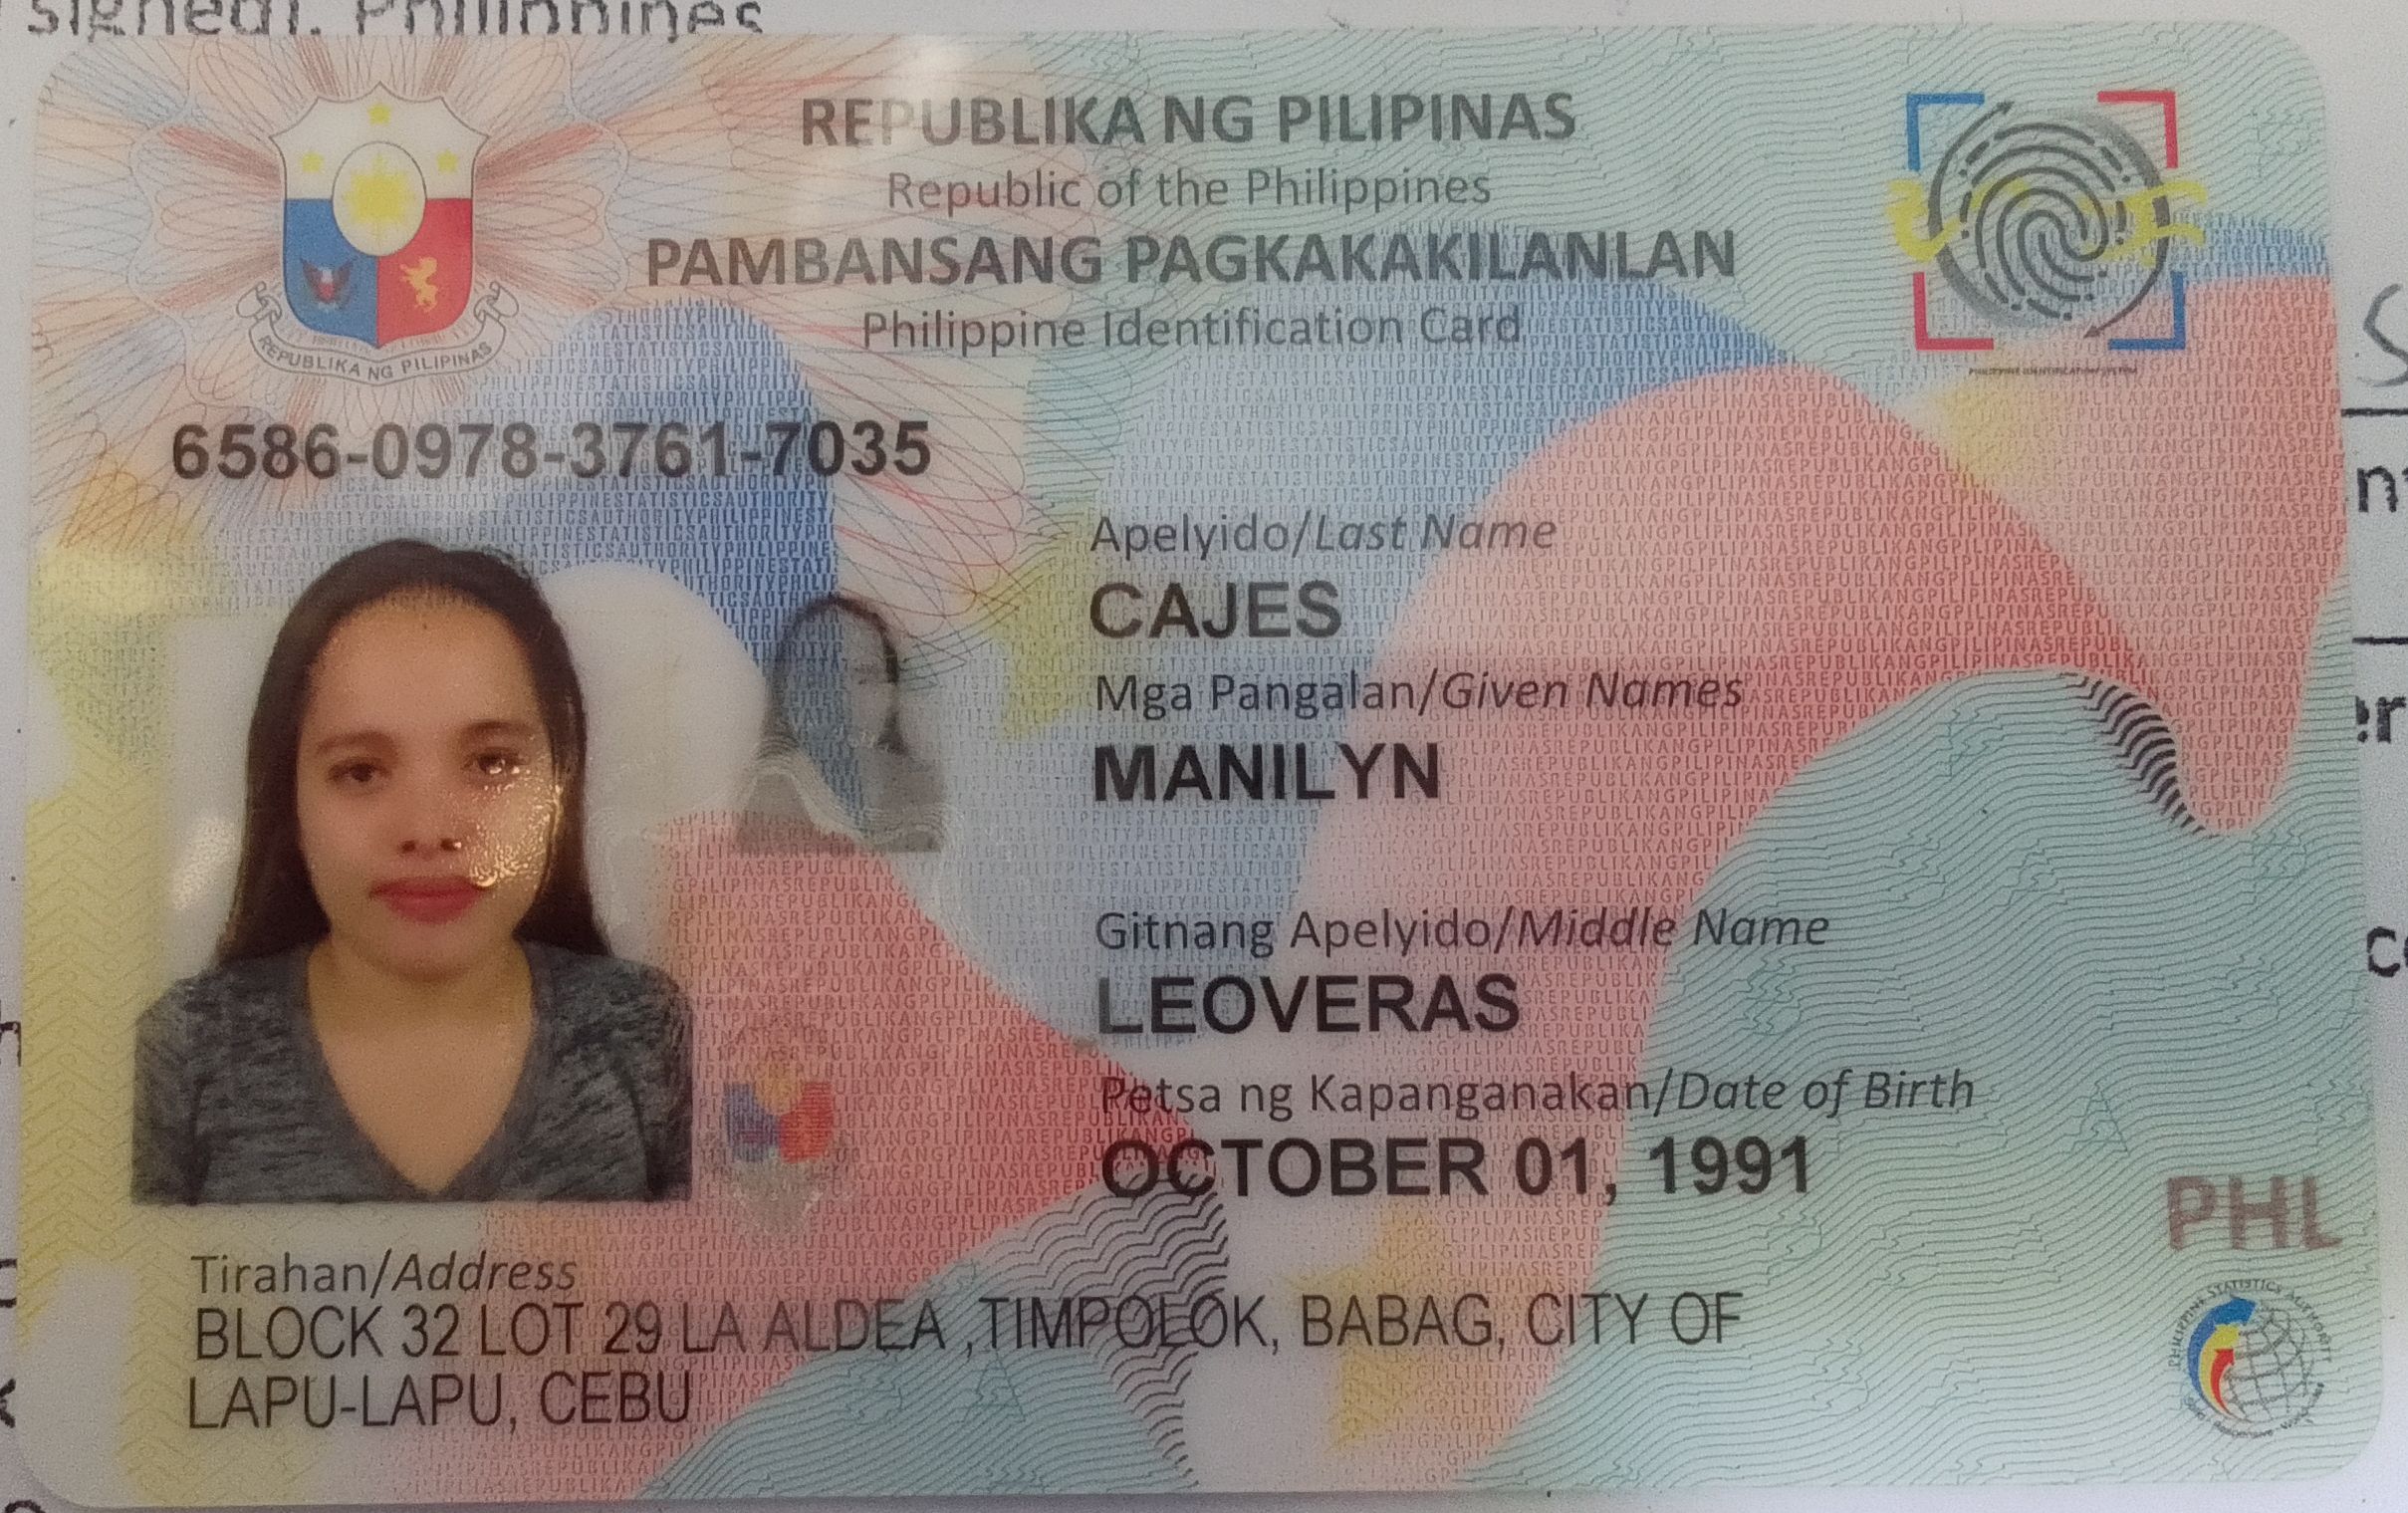 signed). Philippines
REPUBLIKA NG PILIPINAS
Republic of the Philippines
PAMBANSANG PAGKAKAKILANLAN
Philippine Identification Card
REPUBLIKA NG PILIPINAS
PHILIPPINE IDENTIFICATION SYSTEM
6586-0978-3761-7035
Apelyido/Last Name
CAJES
Mga Pangalan/Given Names
MANILYN
Gitnang Apelyido/Middle Name
LEOVERAS
Petsa ng Kapanganakan/Date of Birth
OCTOBER 01, 1991
PHL
Tirahan/Address
BLOCK 32 LOT 29 LA ALDEA ,TIMPOLOK, BABAG, CITY OF
LAPU-LAPU, CEBU
PHILIPPINE STATISTICS AUTHORITY